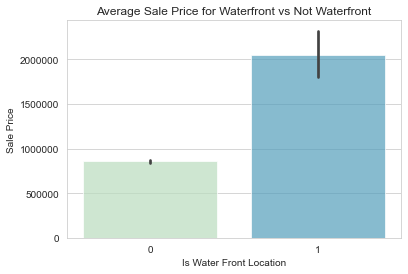 Average Sale Price for Waterfront vs Not Waterfront
Sale Price
2000000
1500000
1000000
500000
0
0 1
Is Water Front Location